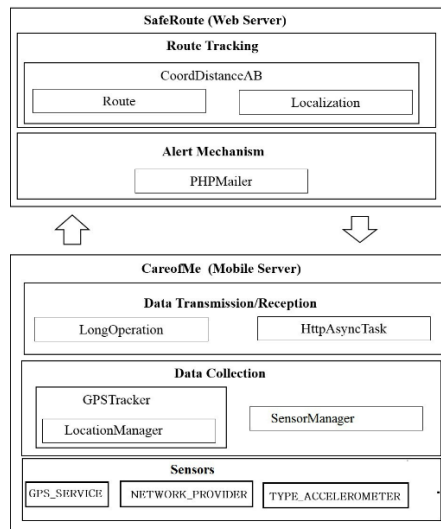 SafeRoute (Web Server)
Route Tracking
CoordDistanceAB
Route
Localization
Alert Mechanism
PHPMailer
CareofMe (Mobile Server)
Data Transmission/Reception
LongOperation
HttpAsyncTask
Data Collection
GPSTracker
LocationManager
SensorManager
Sensors
GPS_SERVICE
NETWORK_PROVIDER
TYPE_ACCELEROMETER